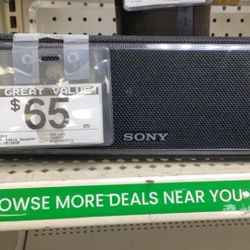 GREAT VALUE!
$65
SONY
OWSE MORE DEALS NEAR YOU